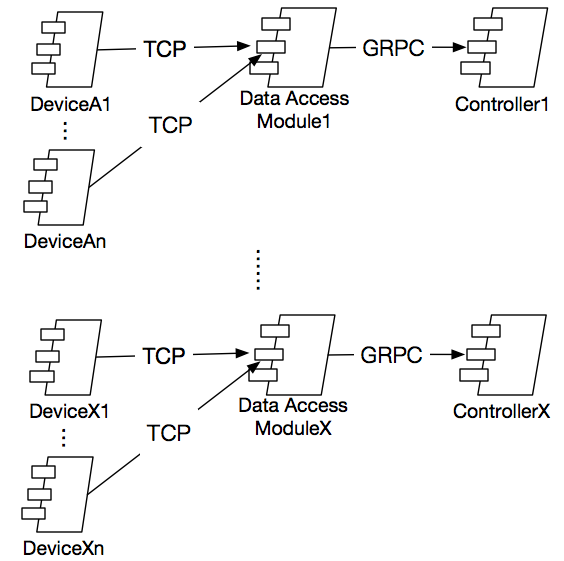 TCP
GRPC
DeviceA1
Data Access
Module1
Controller1
TCP
DeviceAn
TCP
GRPC
DeviceX1
Data Access
ModuleX
ControllerX
TCP
DeviceXn